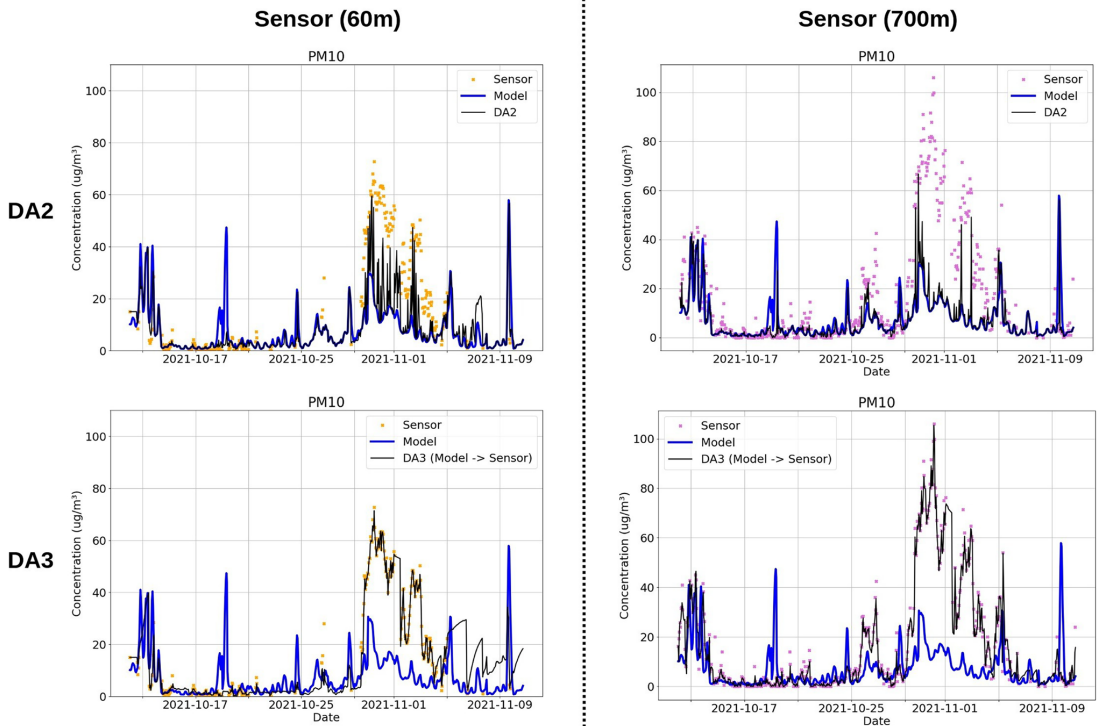 Sensor (60m)
Sensor (700m)
DA2
PM10
Concentration (ug/m³)
100
80
60
40
20
0
Sensor
Model
DA2
2021-10-17
2021-10-25
2021-11-01
2021-11-09
PM10
Concentration (ug/m³)
100
80
60
40
20
0
Sensor
Model
DA2
2021-10-17
2021-10-25
2021-11-01
2021-11-09
Date
DA3
PM10
Concentration (ug/m³)
100
80
60
40
20
0
Sensor
Model
DA3 (Model -> Sensor)
2021-10-17
2021-10-25
2021-11-01
2021-11-09
Date
PM10
Concentration (ug/m³)
100
80
60
40
20
0
Sensor
Model
DA3 (Model -> Sensor)
2021-10-17
2021-10-25
2021-11-01
2021-11-09
Date